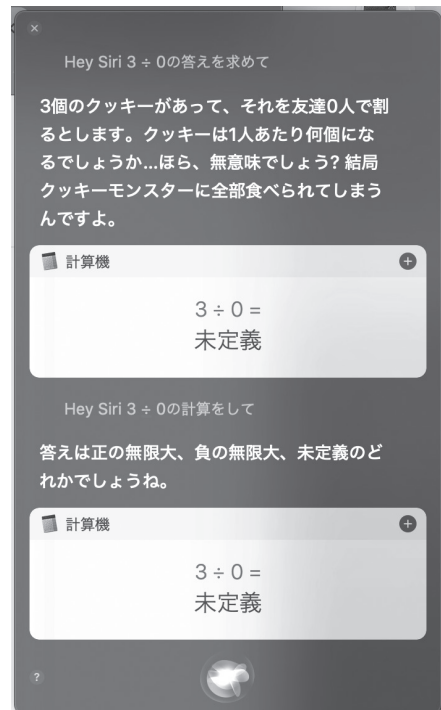 Hey Siri 3 ÷ 0の答えを求めて
3個のクッキーがあって、それを友達0人で割
るとします。クッキーは1人あたり何個にな
るでしょうか...ほら、無意味でしょう? 結局
クッキーモンスターに全部食べられてしまう
んですよ。
計算機
3 ÷ 0 =
未定義
Hey Siri 3 ÷ 0の計算をして
答えは正の無限大、負の無限大、未定義のど
れかでしょうね。
計算機
3 ÷ 0 =
未定義
?